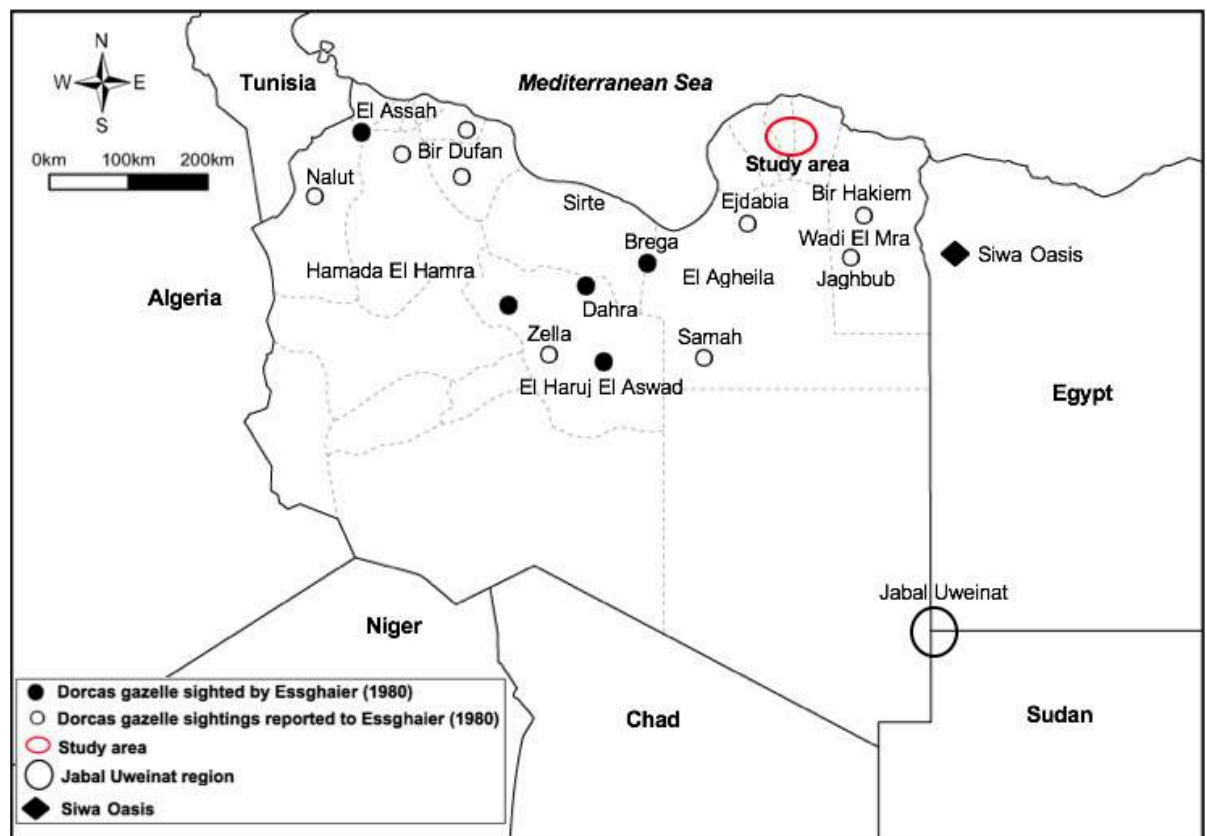 N
W E
S
Tunisia
Mediterranean Sea
El Assah
0km 100km 200km
Bir Dufan
Study area
Nalut
Ejdabia
Bir Hakiem
Sirte
Wadi El Mra
Brega
Siwa Oasis
Hamada El Hamra
El Agheila
Jaghbub
Algeria
Dahra
Zella
Samah
El Haruj El Aswad
Egypt
Jabal Uweinat
Niger
Dorcas gazelle sighted by Essghaier (1980)
Dorcas gazelle sightings reported to Essghaier (1980)
Chad
Sudan
Study area
Jabal Uweinat region
Siwa Oasis